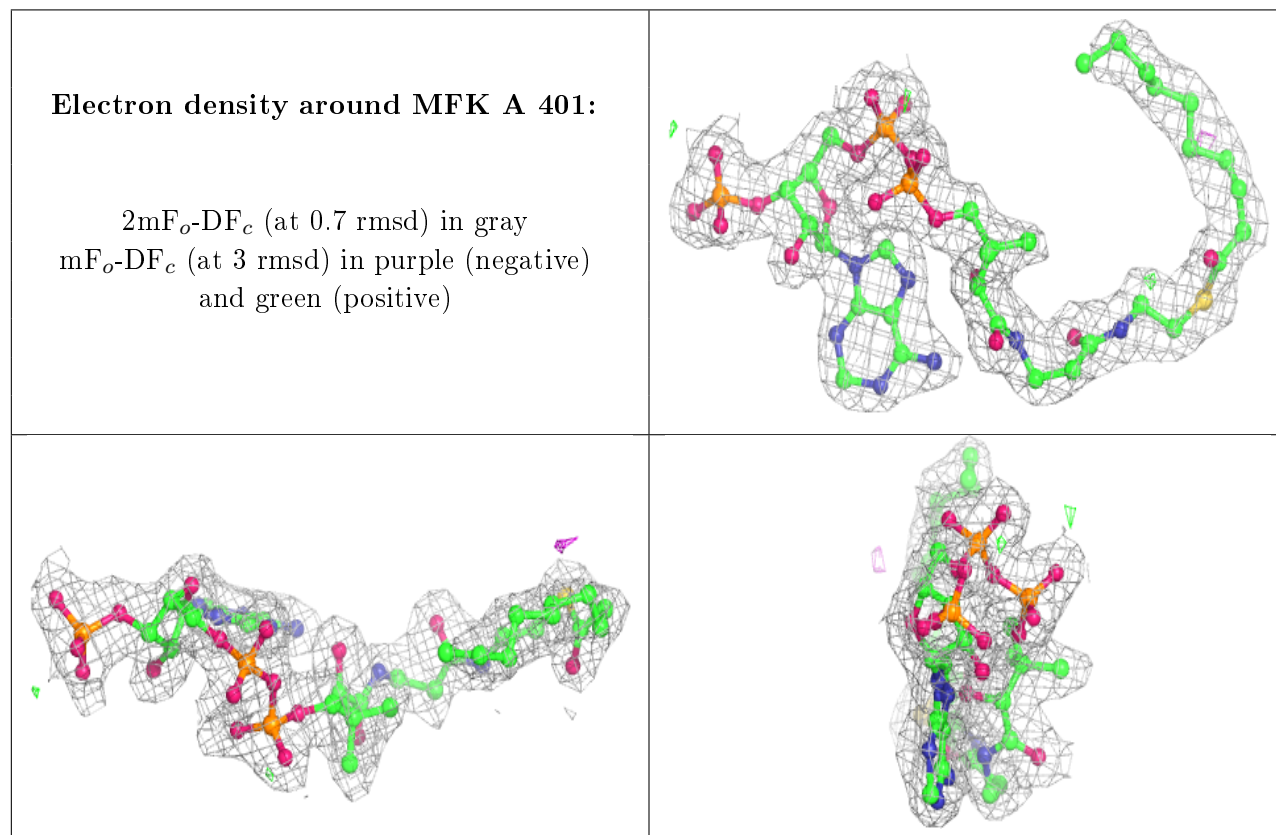 Electron density around MFK A 401:
2mFo-DFc (at 0.7 rmsd) in gray
mFo-DFc (at 3 rmsd) in purple (negative)
and green (positive)